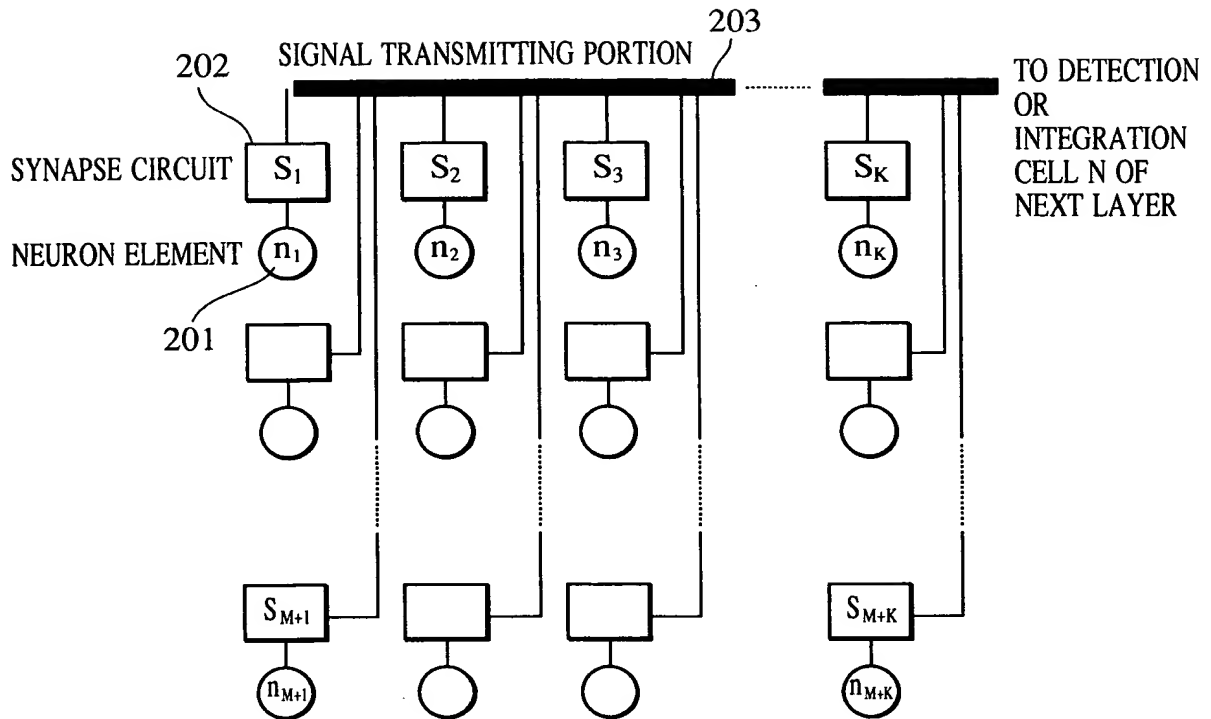 203
SIGNAL TRANSMITTING PORTION
202
TO DETECTION
OR
INTEGRATION
CELL N OF
NEXT LAYER
SYNAPSE CIRCUIT
S1
S2
S3
SK
NEURON ELEMENT
n1
n2
n3
nK
201
SM+1
SM+K
nM+1
nM+K